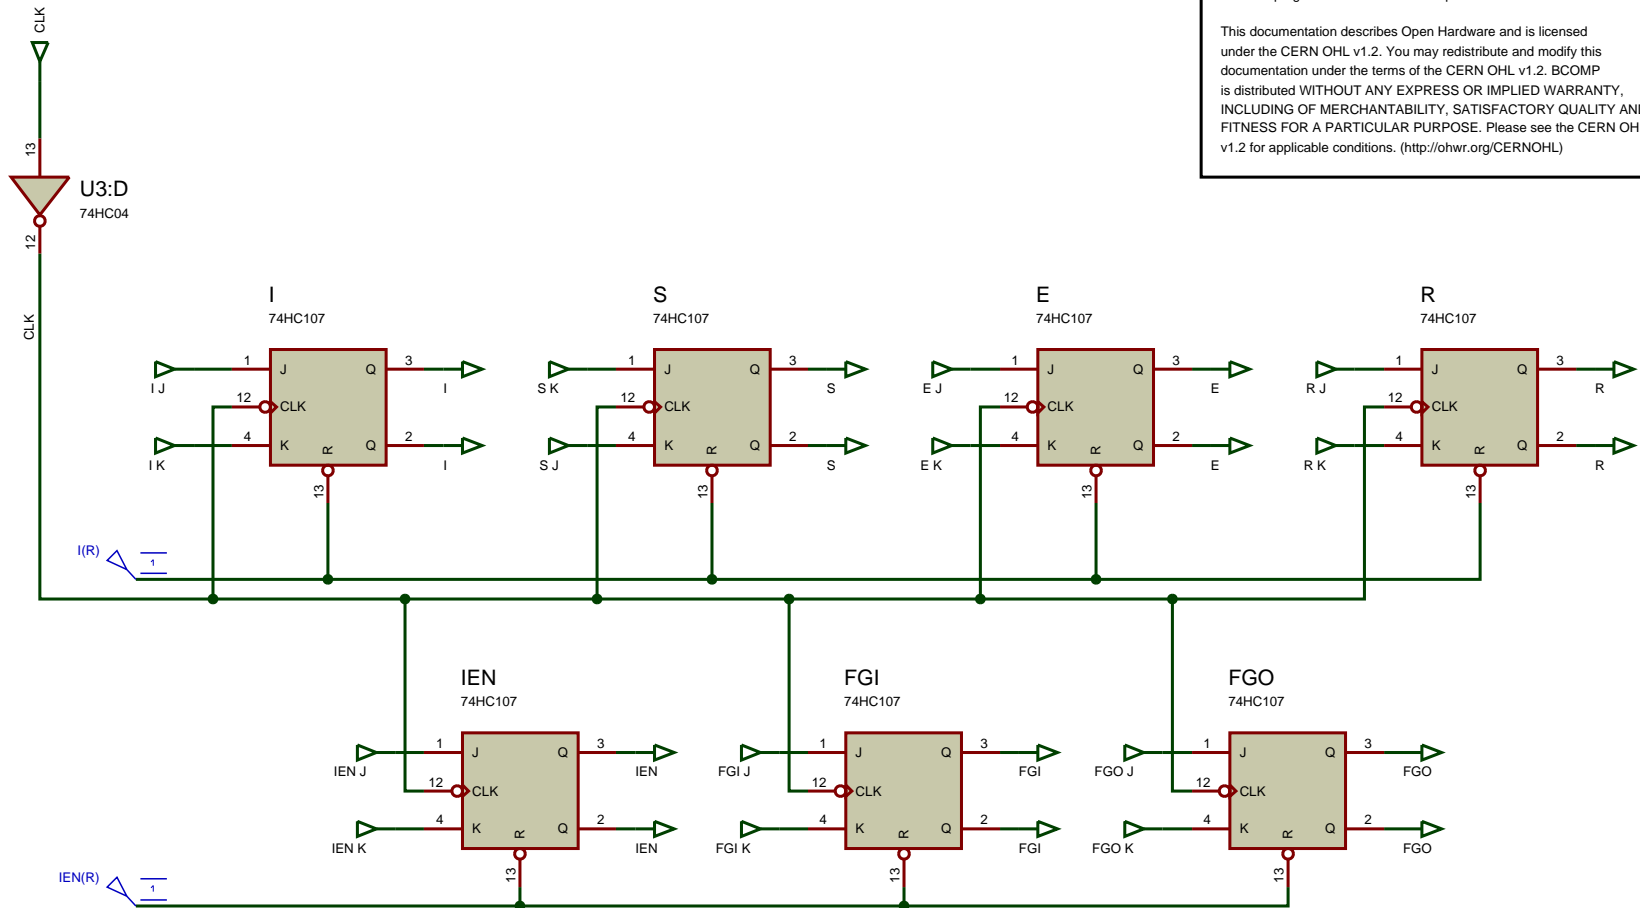 CLK
This documentation describes Open Hardware and is licensed
under the CERN OHL v1.2. You may redistribute and modify this
documentation under the terms of the CERN OHL v1.2. BCOMP
is distributed WITHOUT ANY EXPRESS OR IMPLIED WARRANTY,
INCLUDING OF MERCHANTABILITY, SATISFACTORY QUALITY AND
FITNESS FOR A PARTICULAR PURPOSE. Please see the CERN OH
v1.2 for applicable conditions. (http://ohwr.org/CERNOHL)
13
U3:D
74HC04
12
CLK
I S E R
74HC107 74HC107 74HC107 74HC107
1 J Q 3 1 J Q 3 1 J Q 3 1 J Q 3
I J I S K S E J E R J R
12 CLK 12 CLK 12 CLK 12 CLK
4 K Q 2 4 K Q 2 4 K Q 2 4 K Q 2
R R R R
I K I S J S E K E R K R
13 13 13 13
I(R) 1
IEN FGI FGO
74HC107 74HC107 74HC107
1 J Q 3 1 J Q 3 1 J Q 3
IEN J IEN FGI J FGI FGO J FGO
12 CLK 12 CLK 12 CLK
4 K Q 2 4 K Q 2 4 K Q 2
R R R
IEN K IEN FGI K FGI FGO K FGO
13 13 13
IEN(R) 1